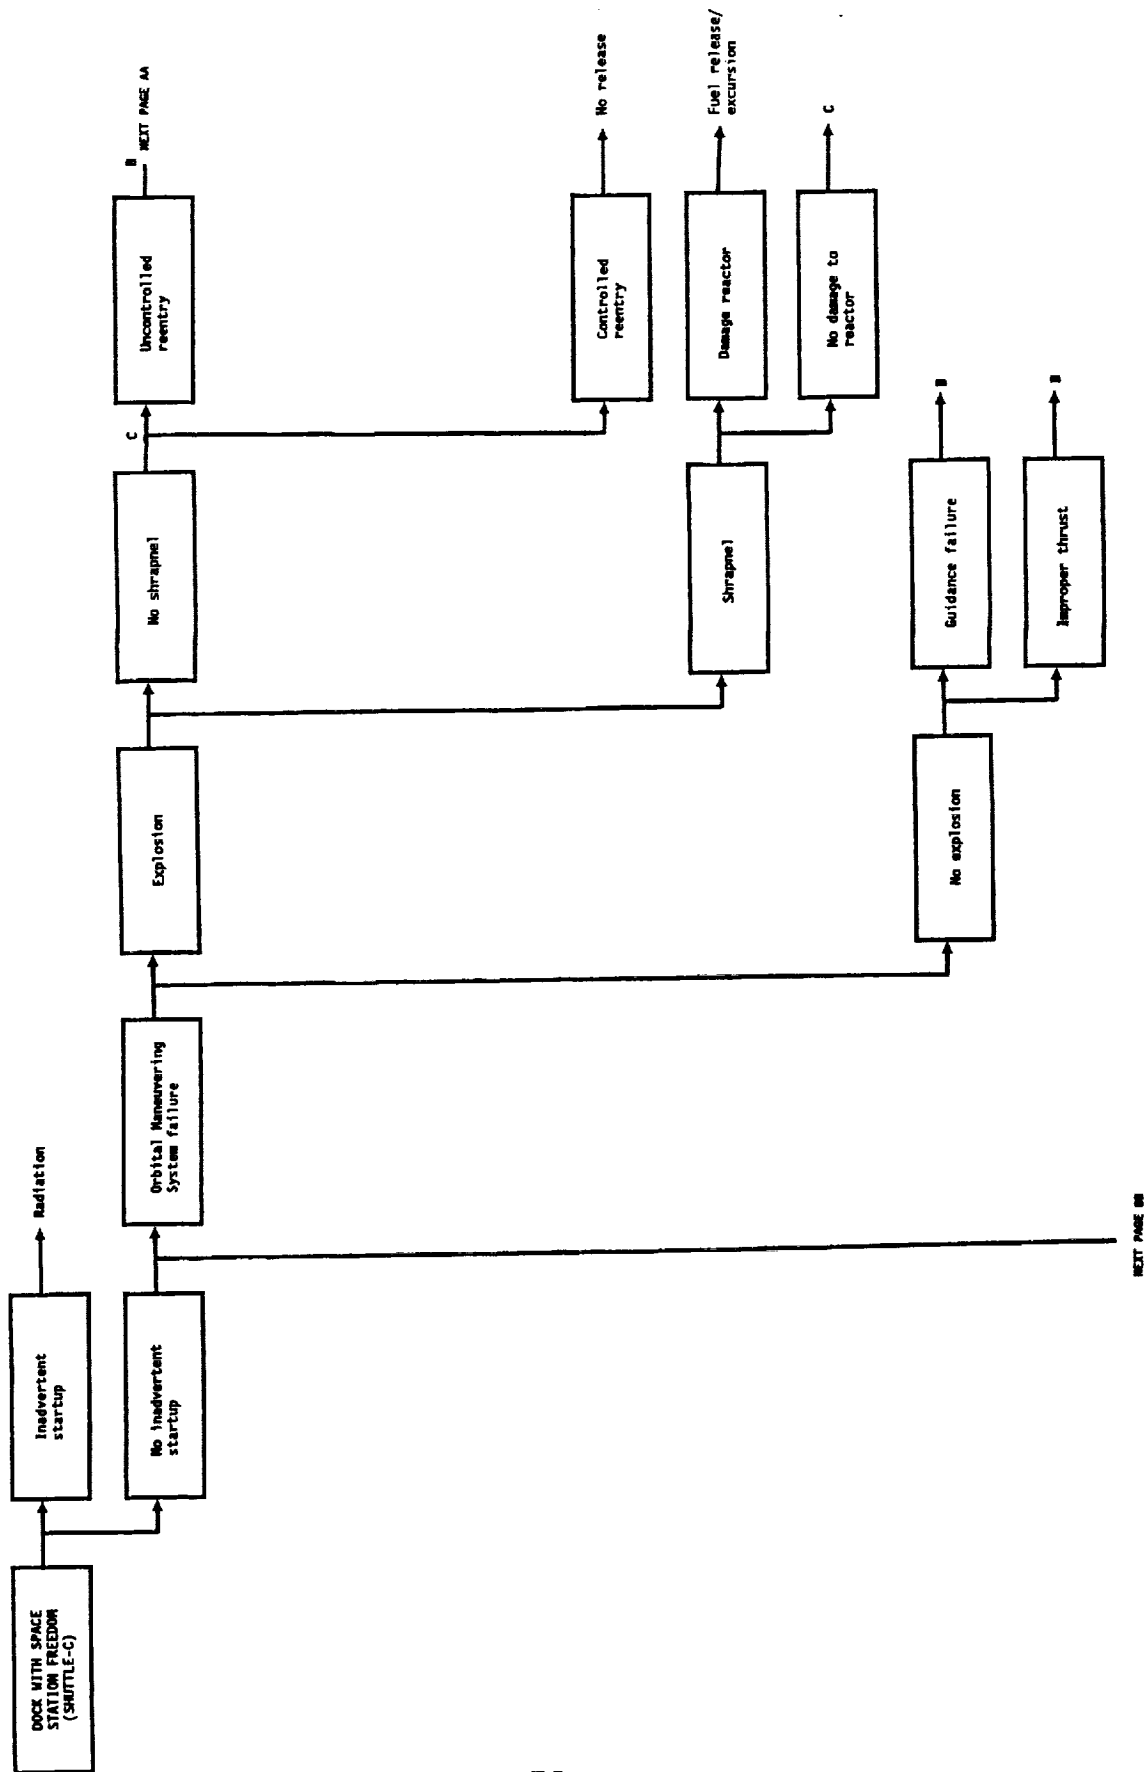 DOCK WITH SPACE
STATION FREEDOM
(SHUTTLE-C)
Inadvertent
startup
Radiation
No inadvertent
startup
Orbital Maneuvering
System failure
Explosion
No shrapnel
C
Uncontrolled
reentry
B
NEXT PAGE AA
Controlled
reentry
No release
Shrapnel
Damage reactor
Fuel release/
excursion
No damage to
reactor
C
No explosion
Guidance failure
B
Improper thrust
B
NEXT PAGE BB